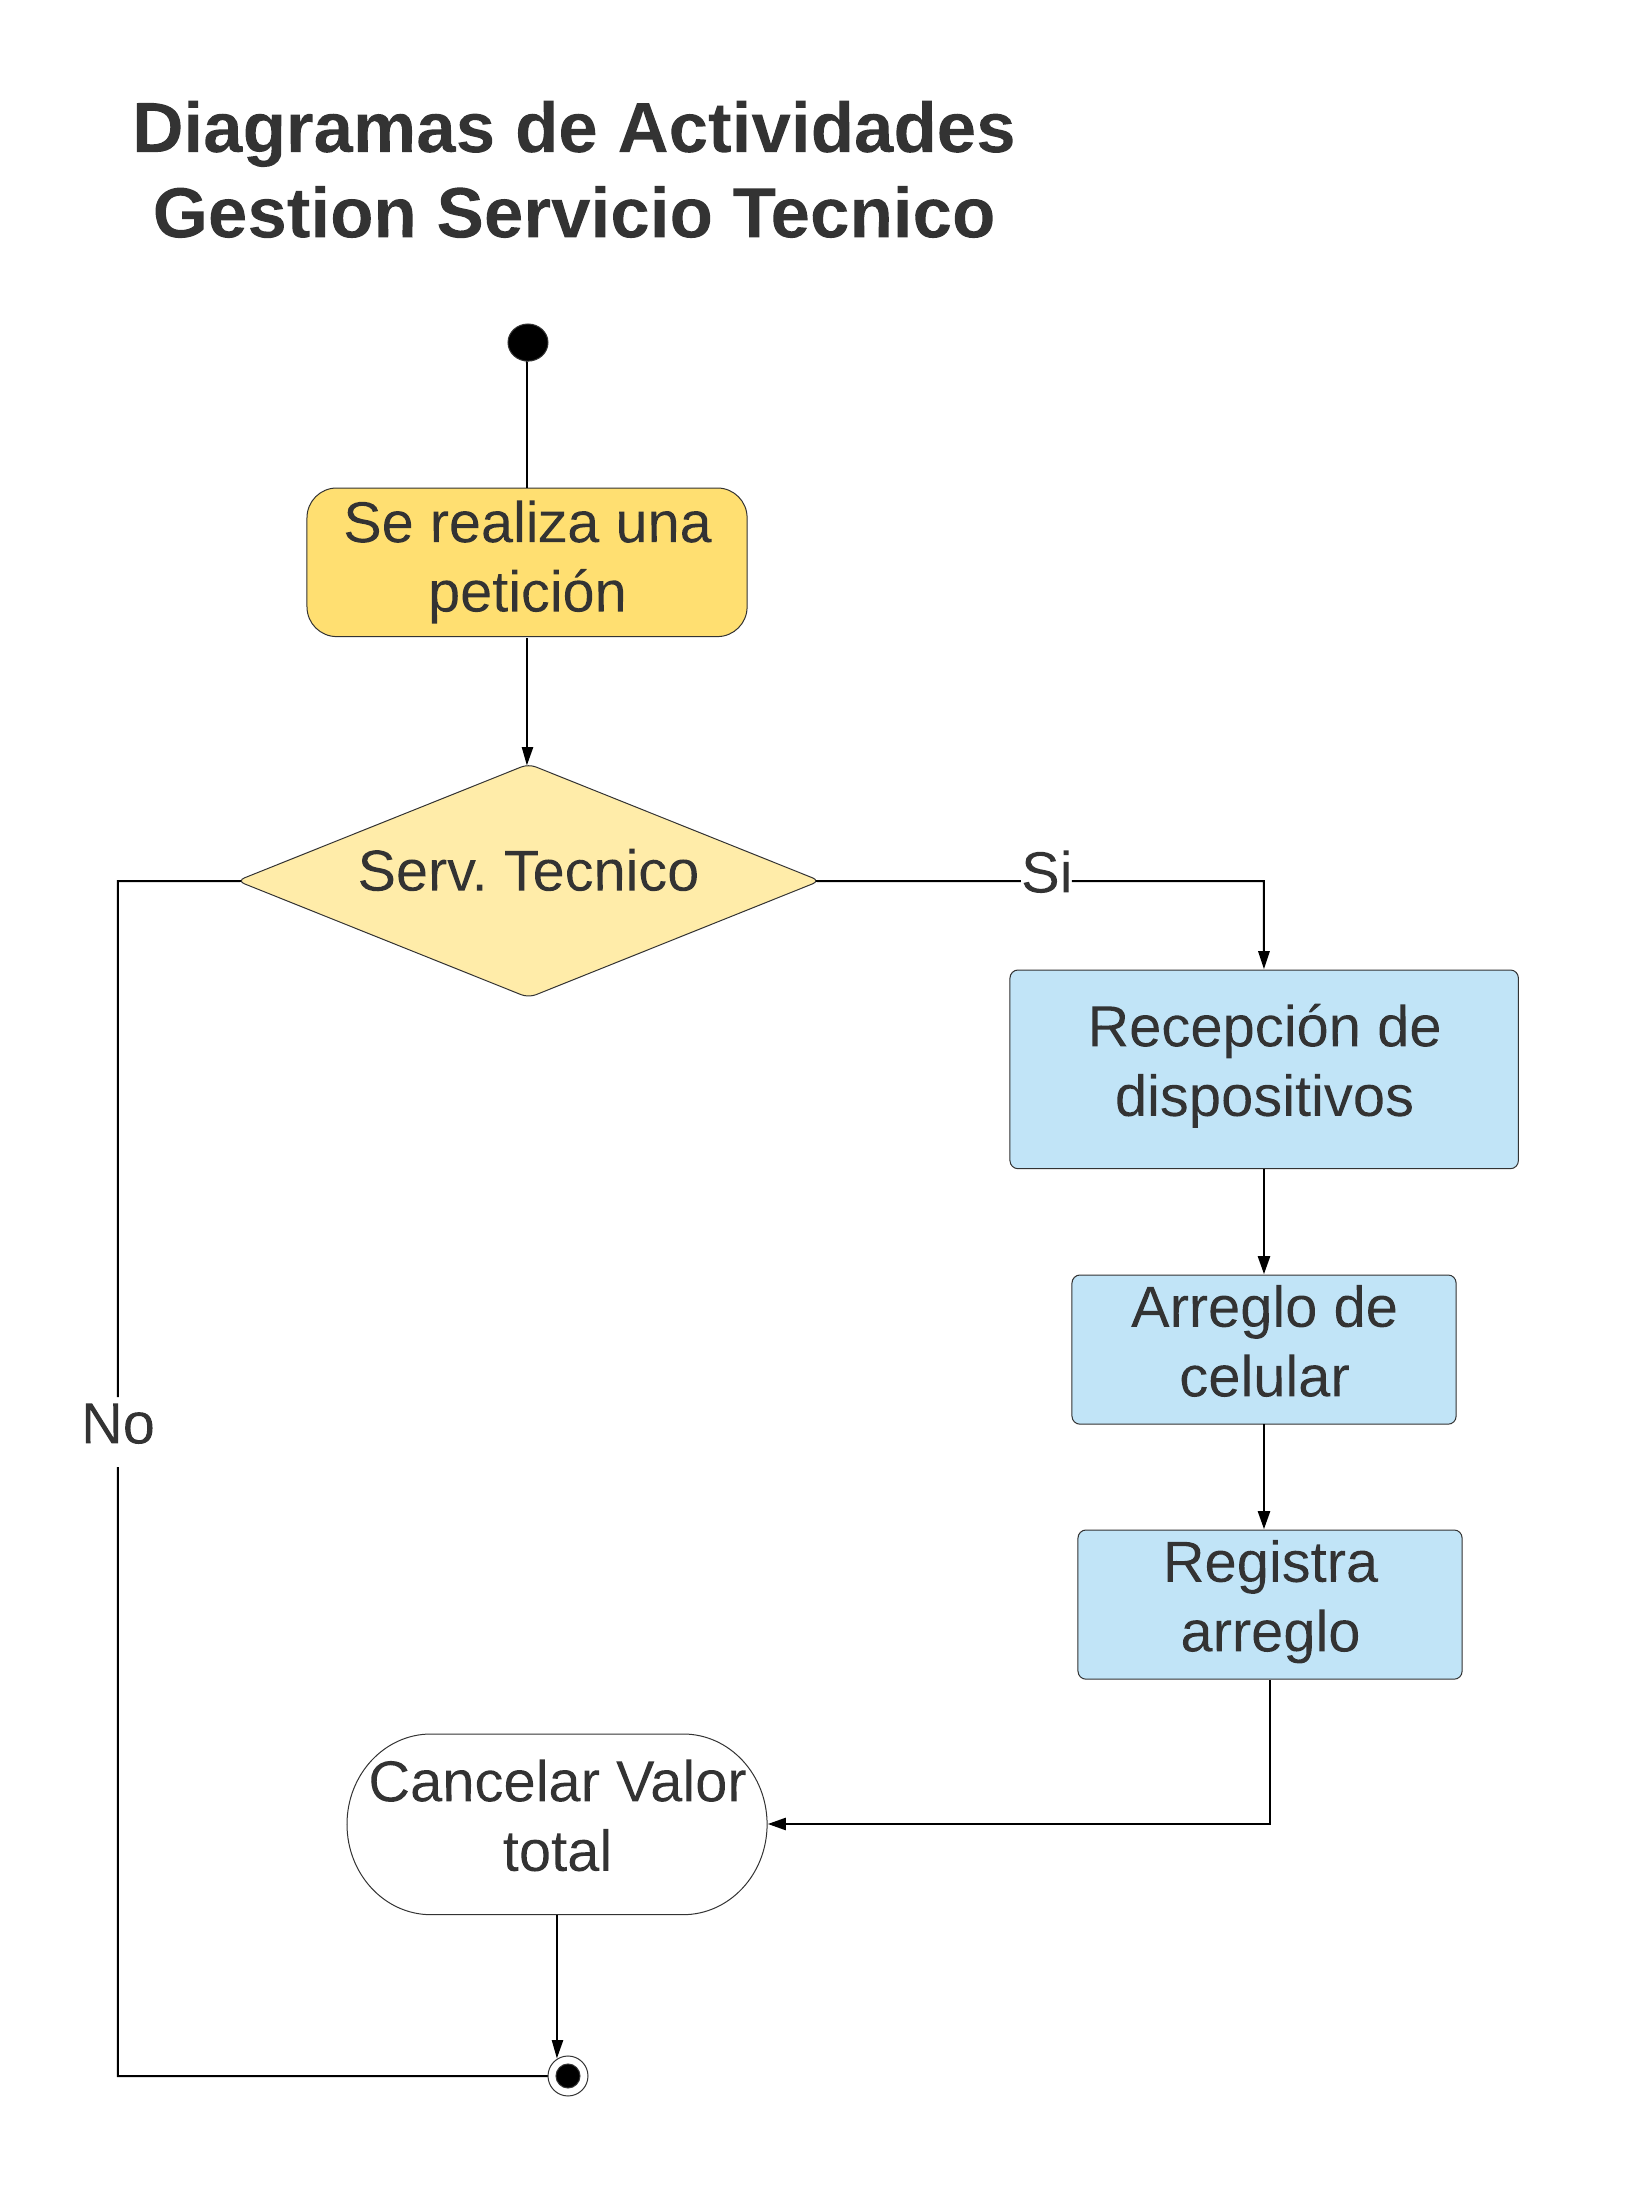 Diagramas de Actividades
Gestion Servicio Tecnico
Se realiza una
petición
Serv. Tecnico
Si
Recepción de
dispositivos
Arreglo de
celular
No
Registra
arreglo
Cancelar Valor
total